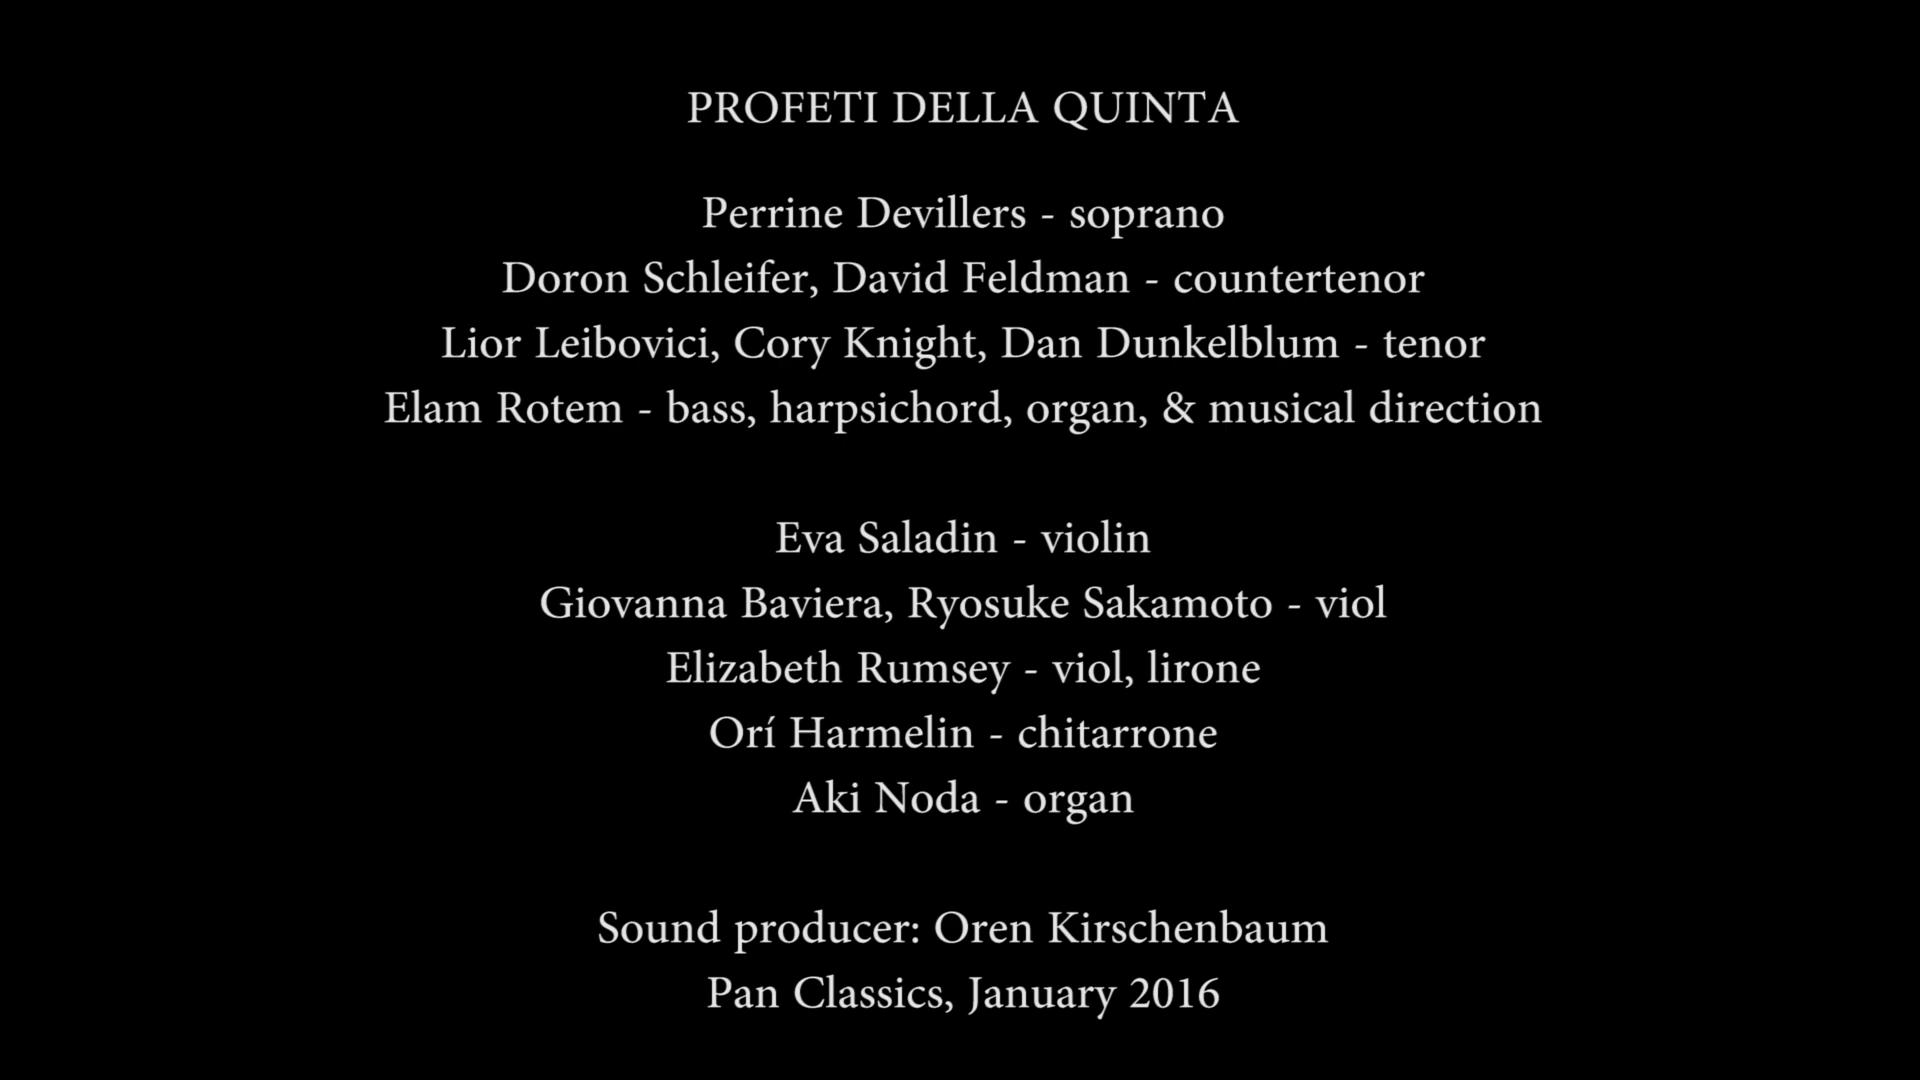 PROFETI DELLA QUINTA
Perrine Devillers - soprano
Doron Schleifer, David Feldman - countertenor
Lior Leibovici, Cory Knight, Dan Dunkelblum - tenor
Elam Rotem - bass, harpsichord, organ, & musical direction
Eva Saladin - violin
Giovanna Baviera, Ryosuke Sakamoto - viol
Elizabeth Rumsey - viol, lirone
Orí Harmelin - chitarrone
Aki Noda - organ
Sound producer: Oren Kirschenbaum
Pan Classics, January 2016